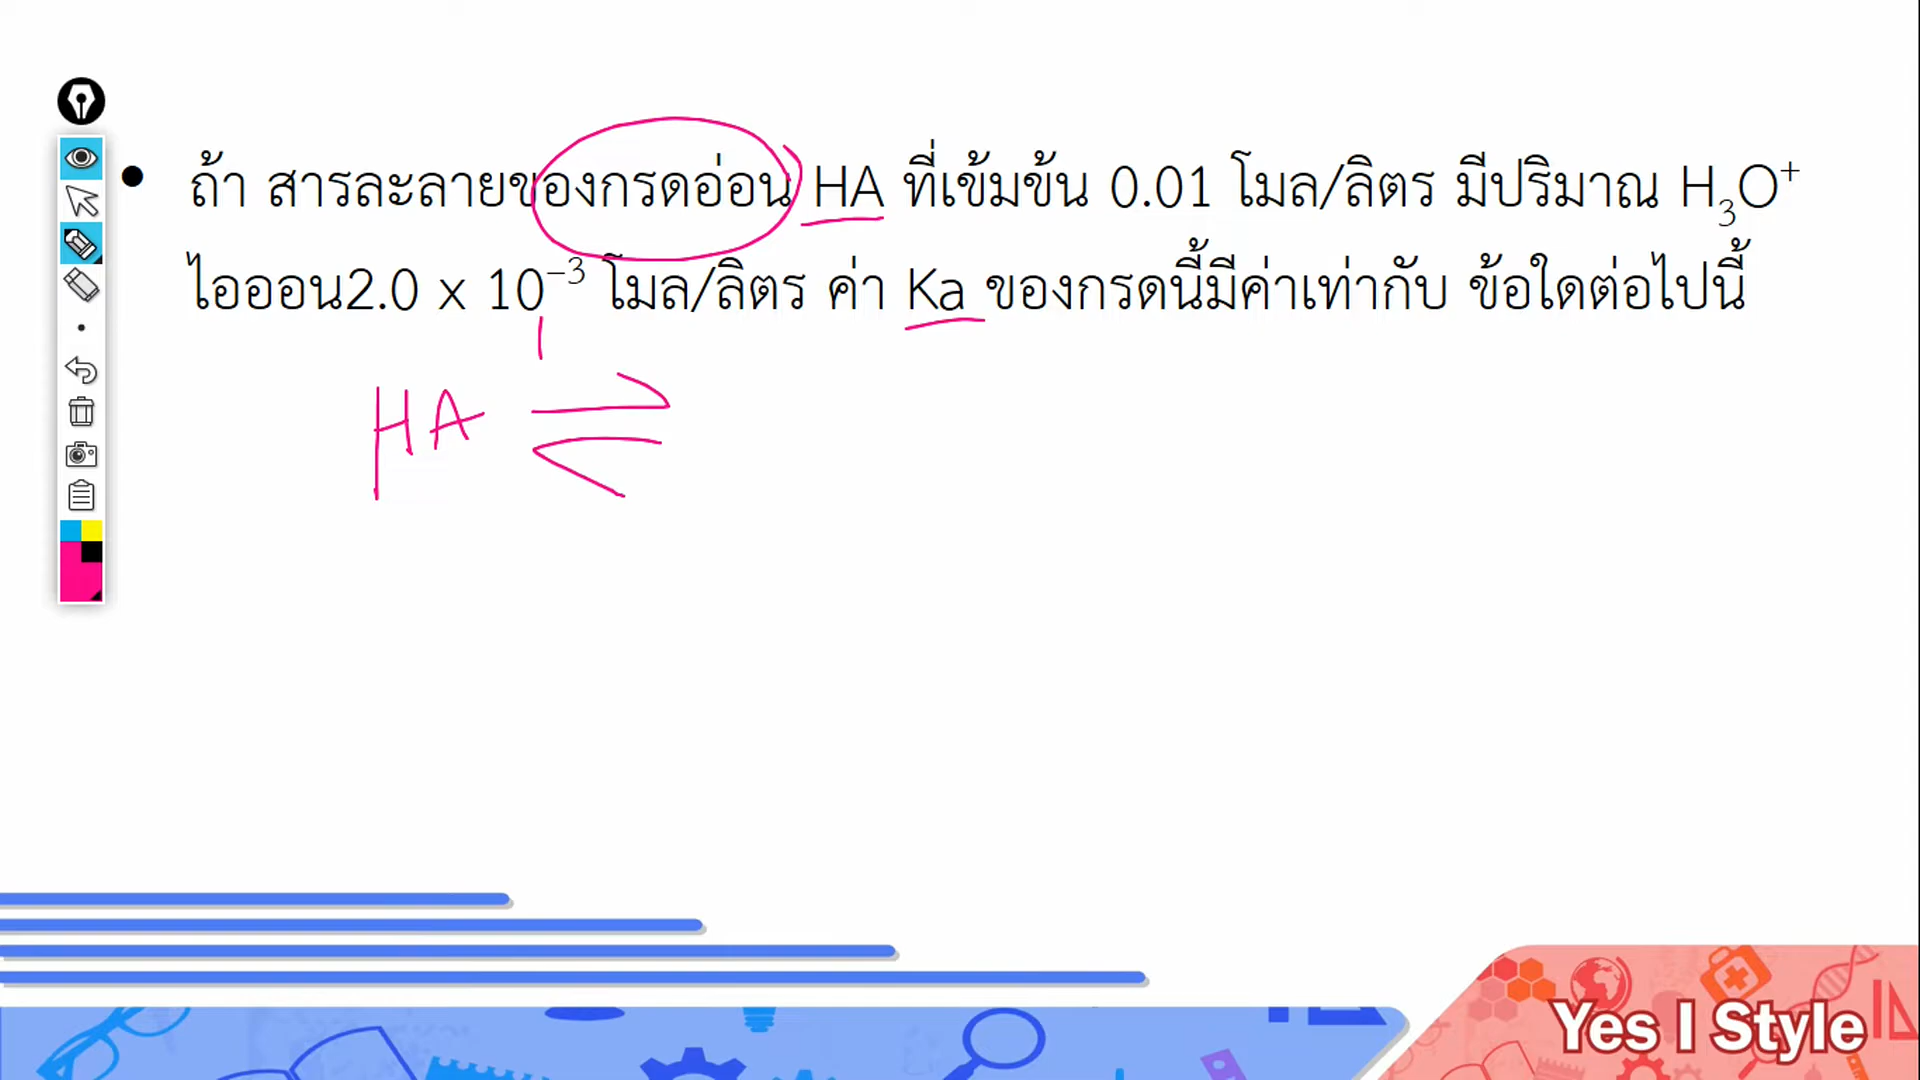 • ถ้า สารละลายของกรดอ่อน HA ที่เข้มข้น 0.01 โมล/ลิตร มีปริมาณ H₃O⁺
ไอออน2.0 x 10⁻³ โมล/ลิตร ค่า Ka ของกรดนี้มีค่าเท่ากับ ข้อใดต่อไปนี้
HA ⇌
Yes I Style